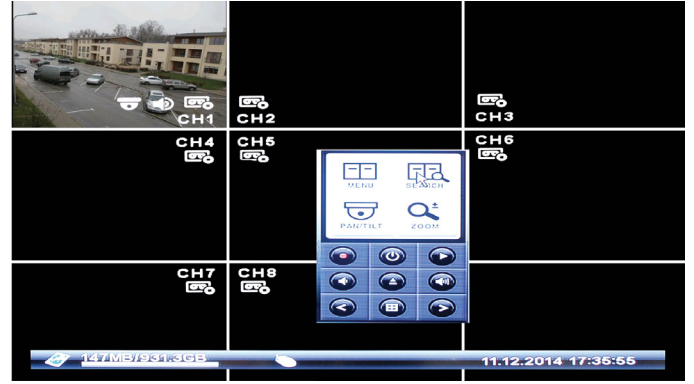 CH1
CH2
CH3
CH4
CH5
CH6
MENU
SEARCH
PAN/TILT
ZOOM
CH7
CH8
147MB/931.3GB
11.12.2014 17:35:55